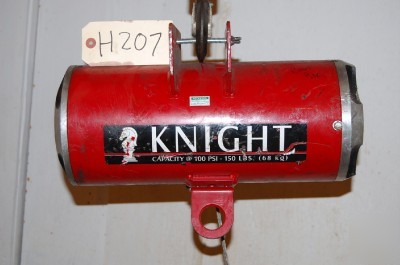 H207
KNIGHT
CAPACITY @ 100 PSI - 150 LBS. (68 KG)